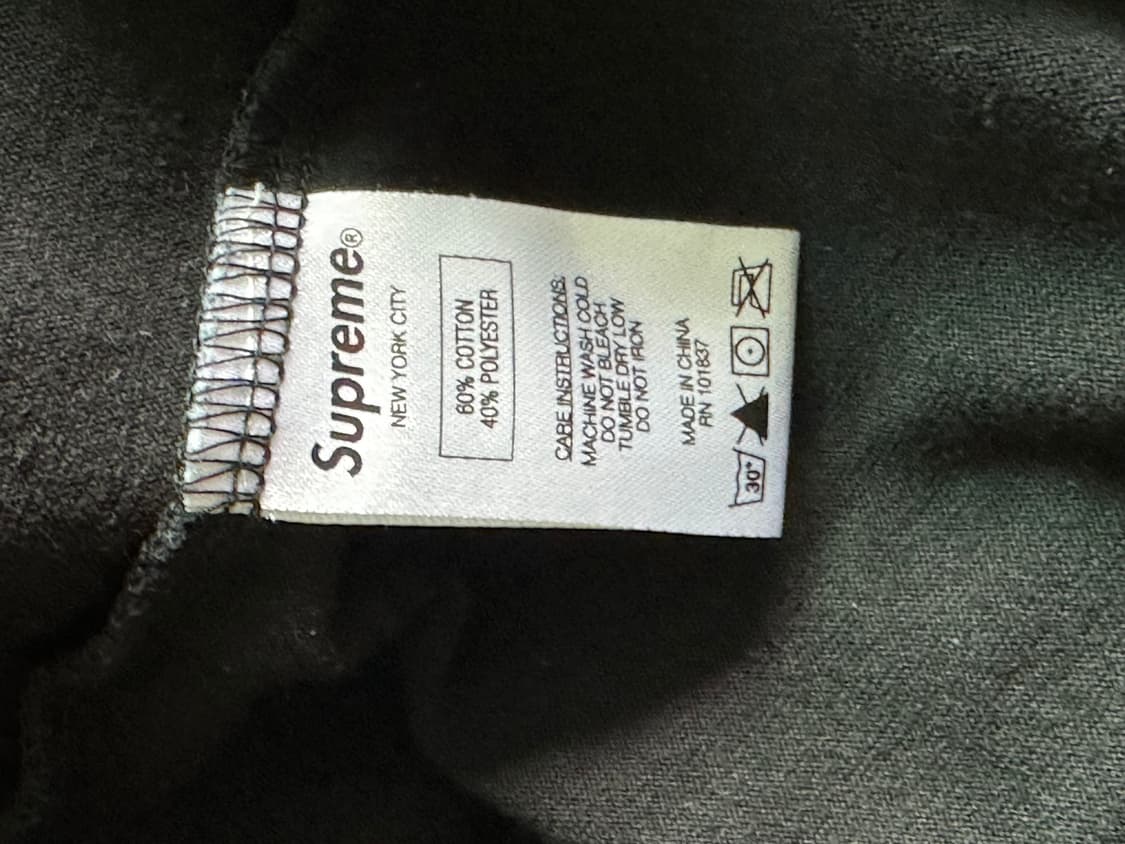 Supreme®
NEW YORK CITY
60% COTTON
40% POLYESTER
CARE INSTRUCTIONS:
MACHINE WASH COLD
DO NOT BLEACH
TUMBLE DRY LOW
DO NOT IRON
MADE IN CHINA
RN 101837
30°